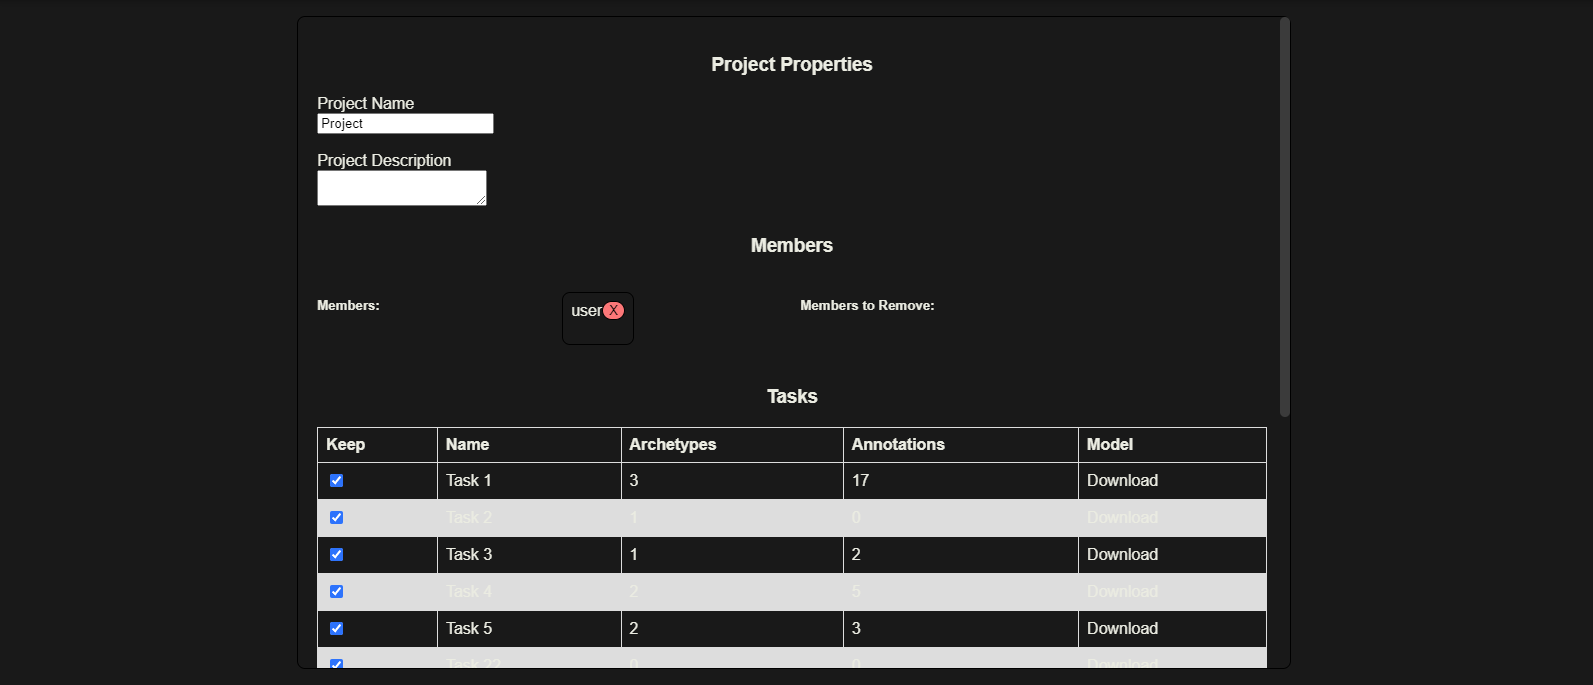 Project Properties
Project Name
Project
Project Description
Members
Members: user X Members to Remove:
Tasks
Keep Name Archetypes Annotations Model
Task 1 3 17 Download
Task 2 1 0 Download
Task 3 1 2 Download
Task 4 2 5 Download
Task 5 2 3 Download
Task 22 0 0 Download